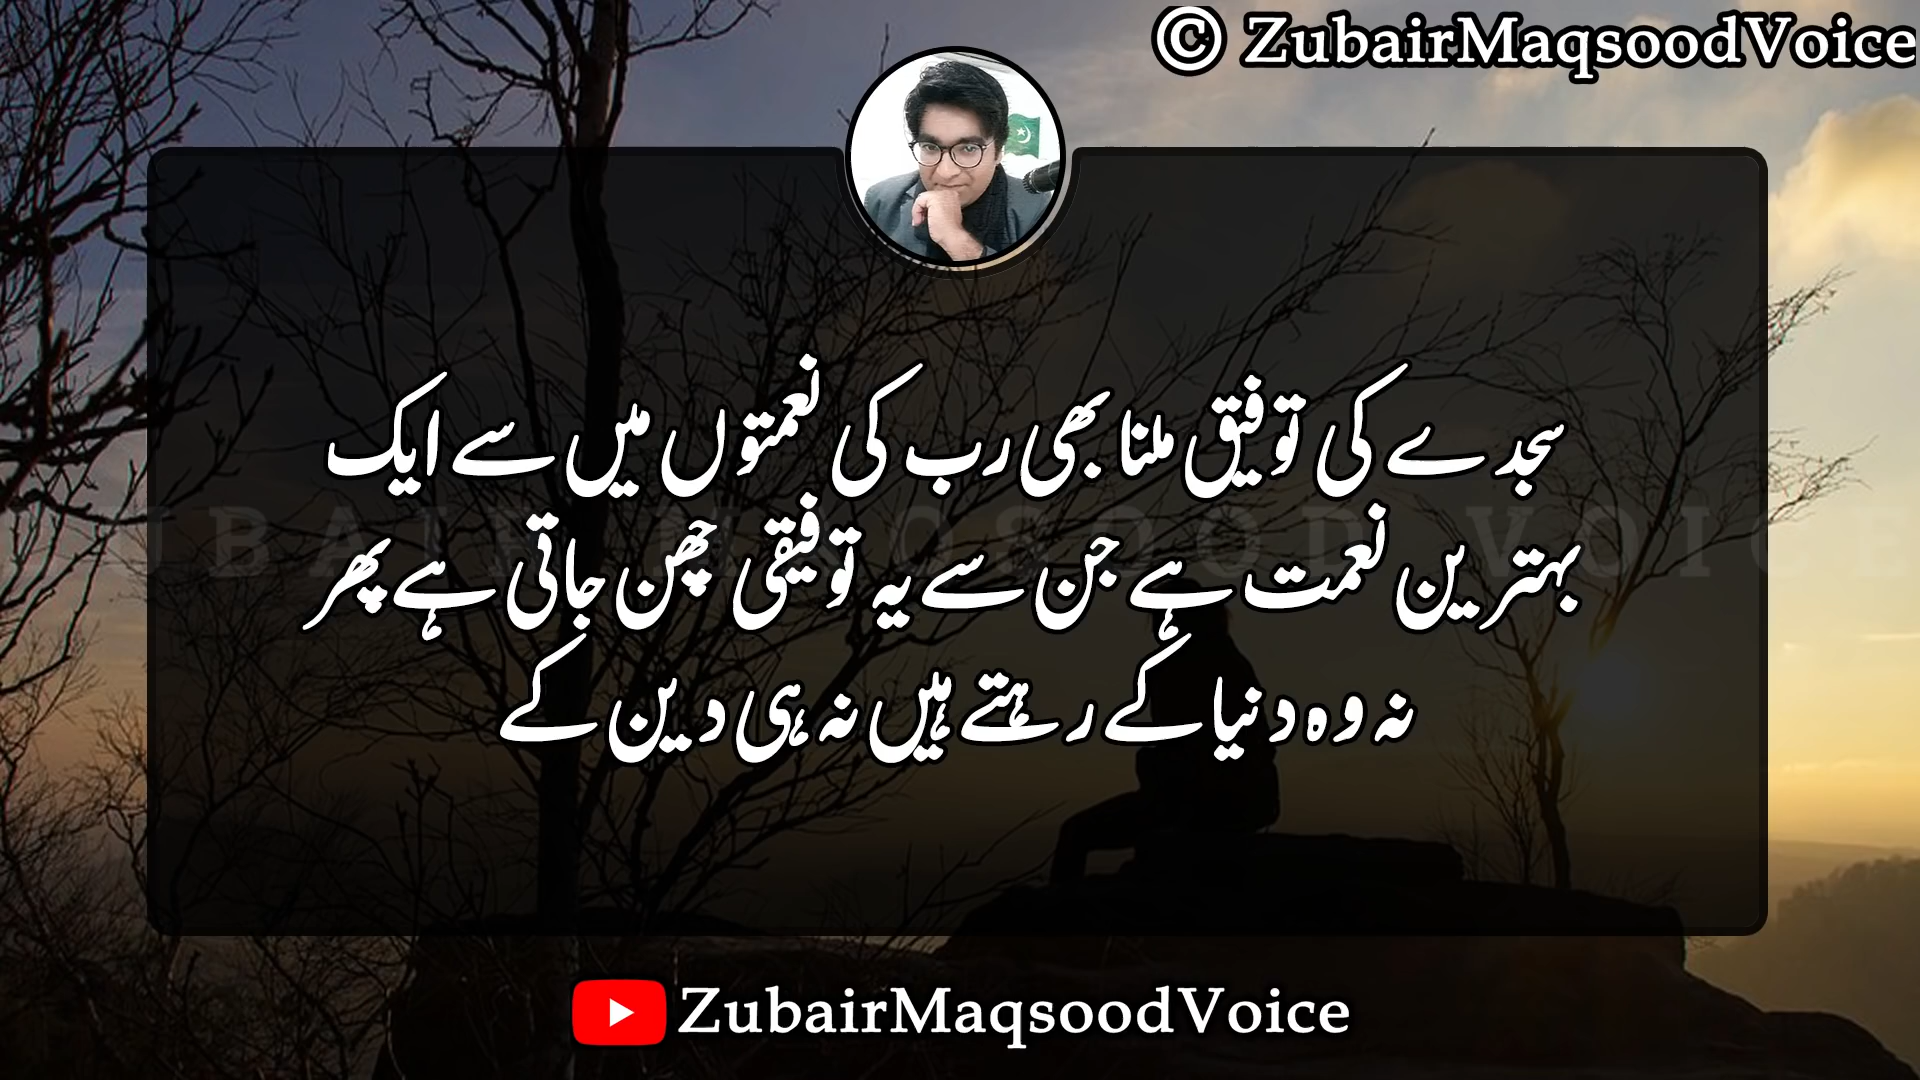 © ZubairMaqsoodVoice
سجدے کی توفیق ملنا بھی رب کی نعمتوں میں سے ایک
بہترین نعمت ہے جن سے یہ توفیقی چھن جاتی ہے پھر
نہ وہ دنیا کے رہتے ہیں نہ ہی دین کے
ZubairMaqsoodVoice